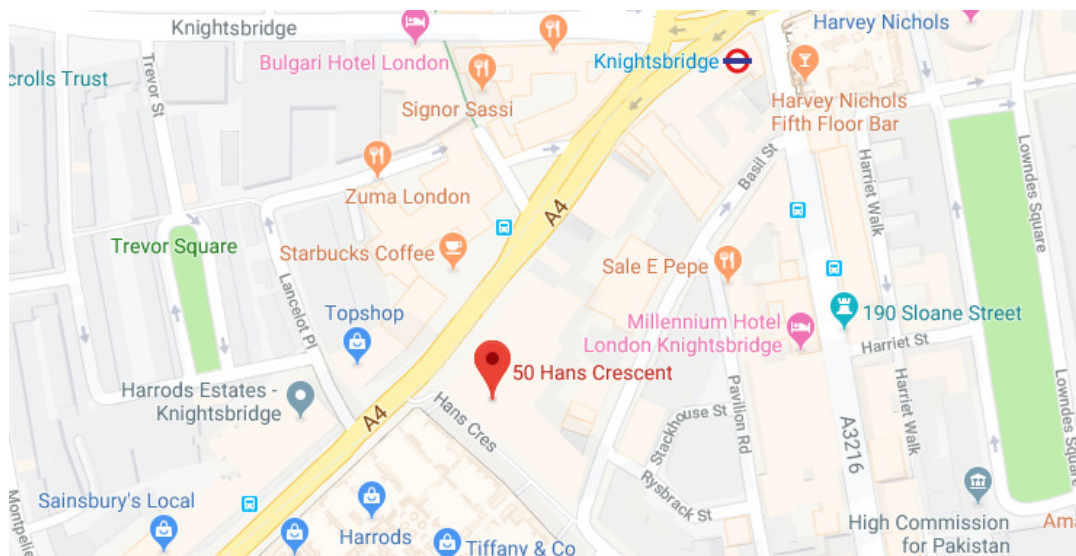 Knightsbridge
Bulgari Hotel London
Knightsbridge
Harvey Nichols
crolls Trust
Trevor St
Signor Sassi
Harvey Nichols
Fifth Floor Bar
Lowndes Square
Basil St
Harriet Walk
Zuma London
A4
Trevor Square
Starbucks Coffee
Sale E Pepe
Lancelot Pl
Topshop
Millennium Hotel
London Knightsbridge
190 Sloane Street
Harriet St
50 Hans Crescent
Harrods Estates -
Knightsbridge
A4
Hans Cres
Stackhouse St
Pavilion Rd
A3216
Harriet Walk
Lowndes Square
Rysbrack St
Montpelie
Sainsbury's Local
Harrods
Tiffany & Co
High Commission
for Pakistan
Ama